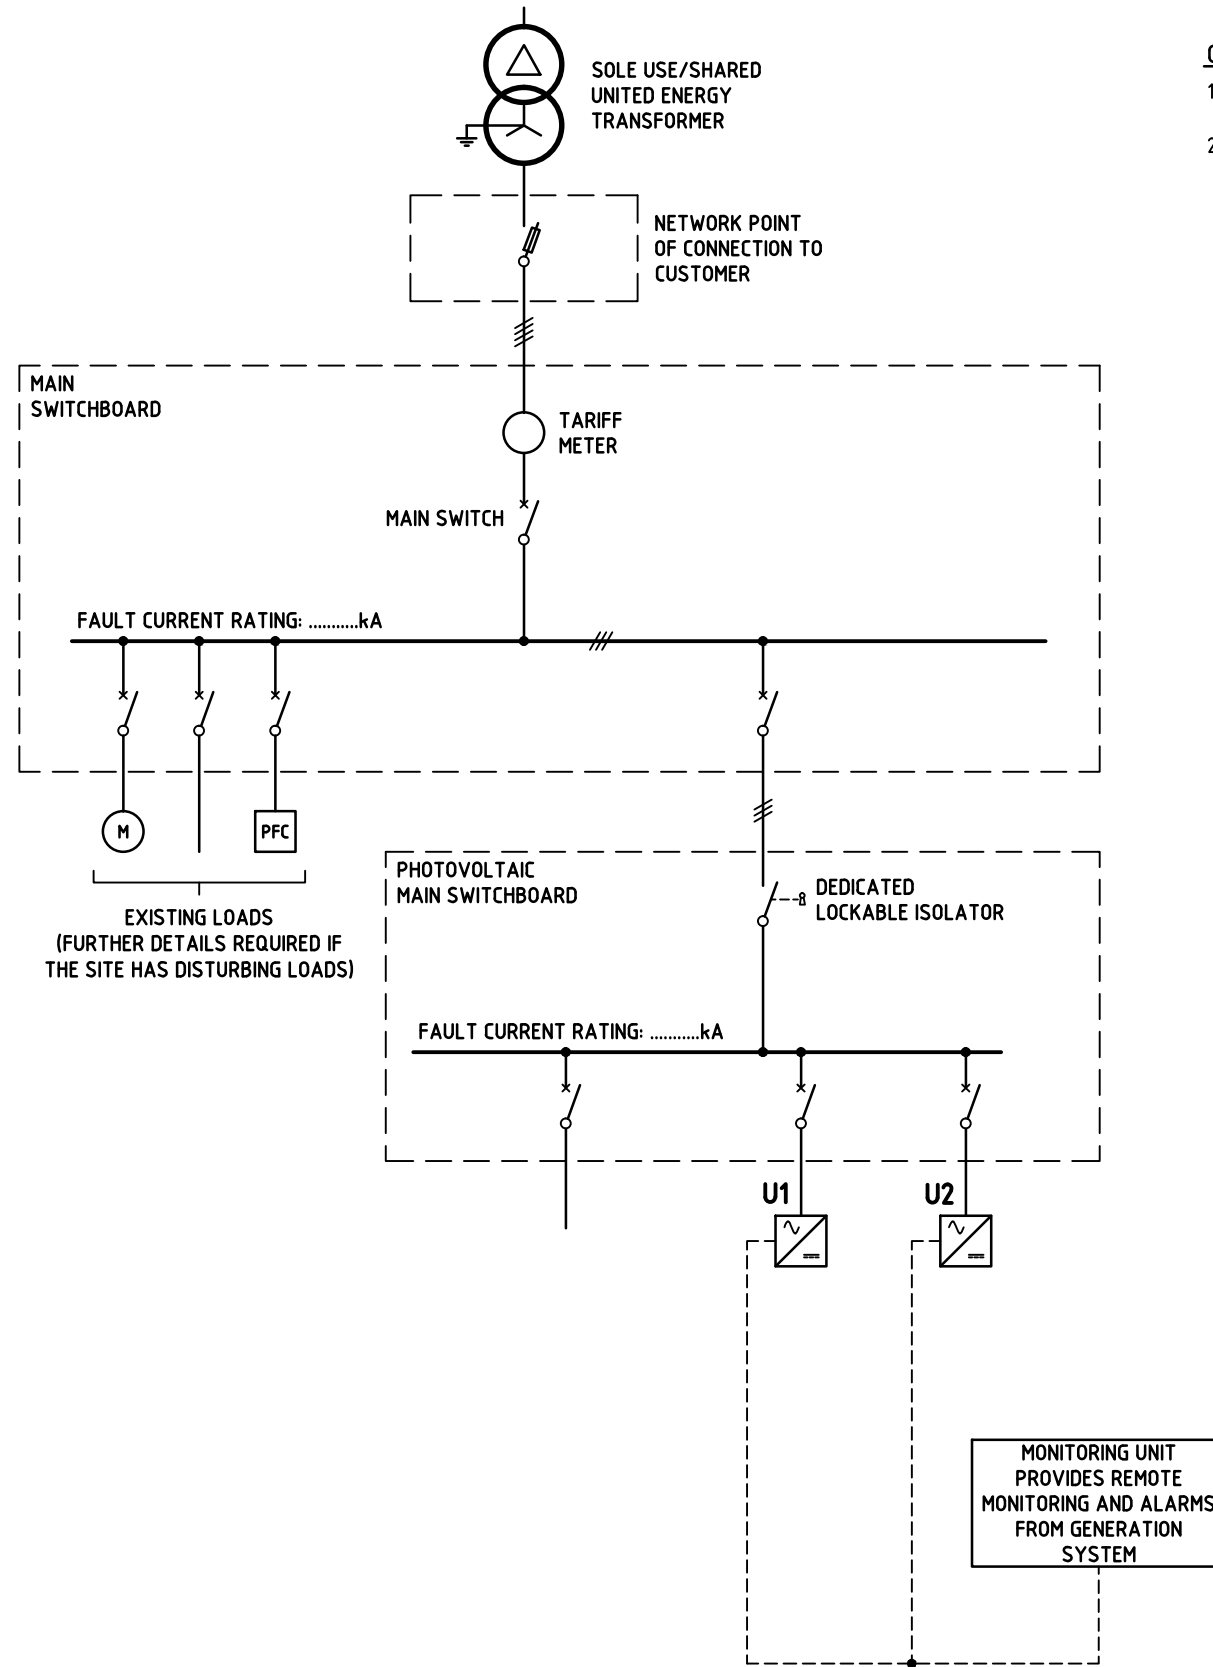 SOLE USE/SHARED
UNITED ENERGY
TRANSFORMER
1
2
NETWORK POINT
OF CONNECTION TO
CUSTOMER
MAIN
SWITCHBOARD
TARIFF
METER
MAIN SWITCH
FAULT CURRENT RATING: ...........kA
M
PFC
EXISTING LOADS
(FURTHER DETAILS REQUIRED IF
THE SITE HAS DISTURBING LOADS)
PHOTOVOLTAIC
MAIN SWITCHBOARD
DEDICATED
LOCKABLE ISOLATOR
FAULT CURRENT RATING: ...........kA
U1
U2
MONITORING UNIT
PROVIDES REMOTE
MONITORING AND ALARMS
FROM GENERATION
SYSTEM